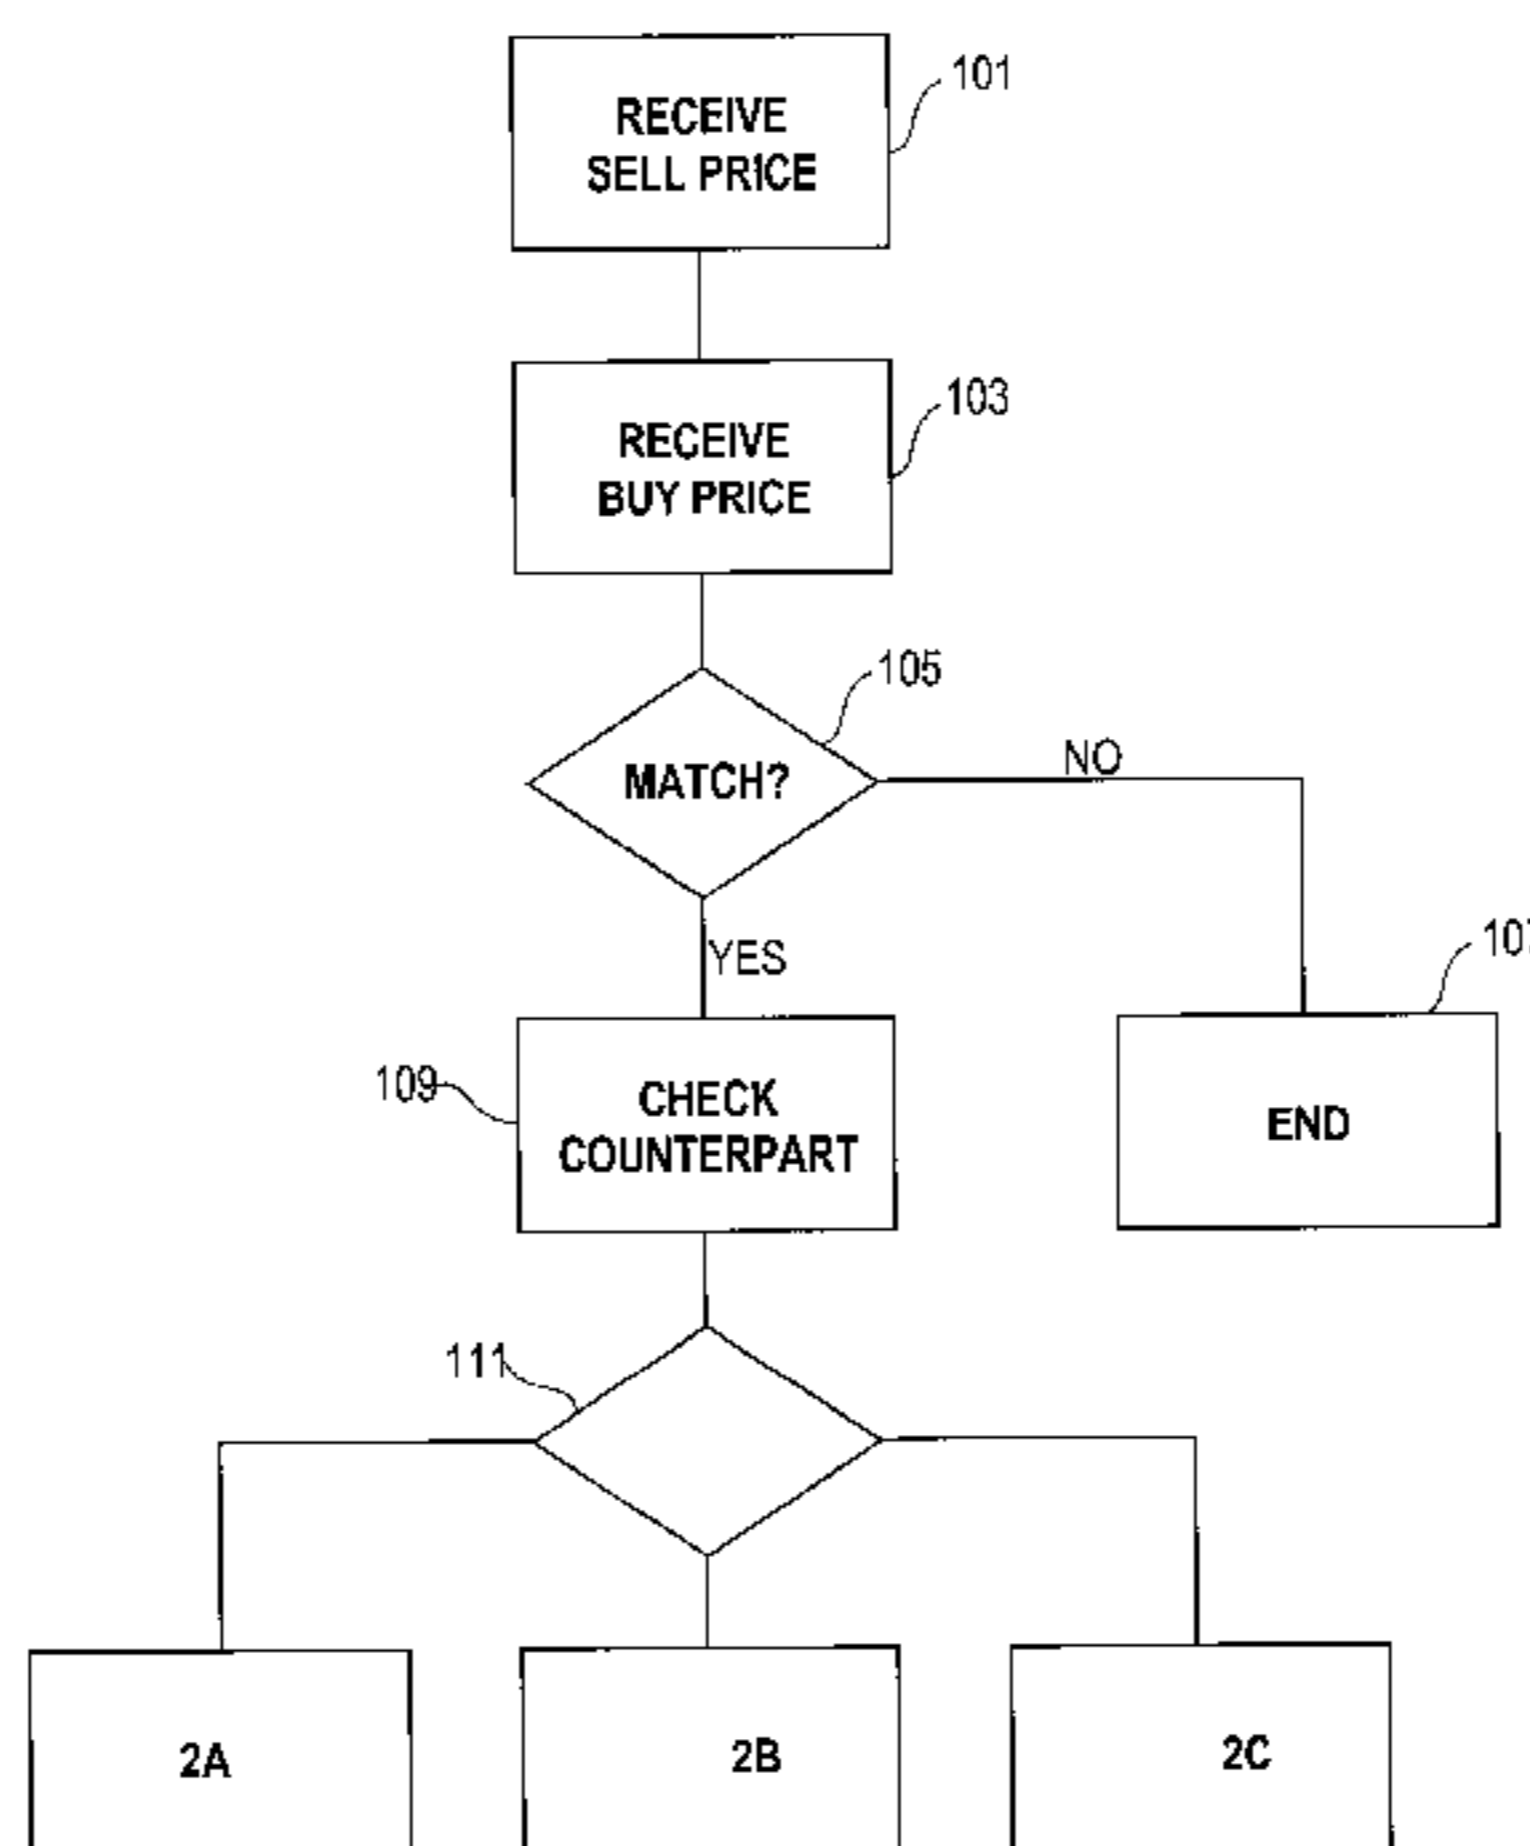 RECEIVE
SELL PRICE
101
RECEIVE
BUY PRICE
103
105
MATCH?
NO
YES
107
109
CHECK
COUNTERPART
END
111
2A
2B
2C